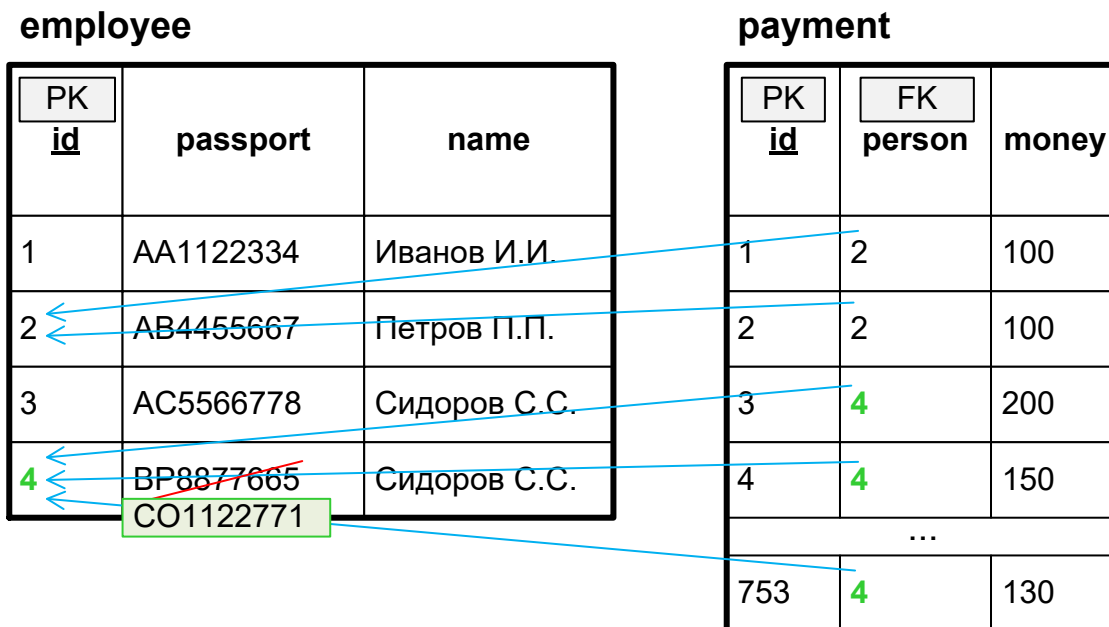 employee
PK
id passport name
1 AA1122334 Иванов И.И.
2 AB4455667 Петров П.П.
3 AC5566778 Сидоров С.С.
4 BP8877665 Сидоров С.С.
CO1122771
payment
PK FK
id person money
1 2 100
2 2 100
3 4 200
4 4 150
...
753 4 130